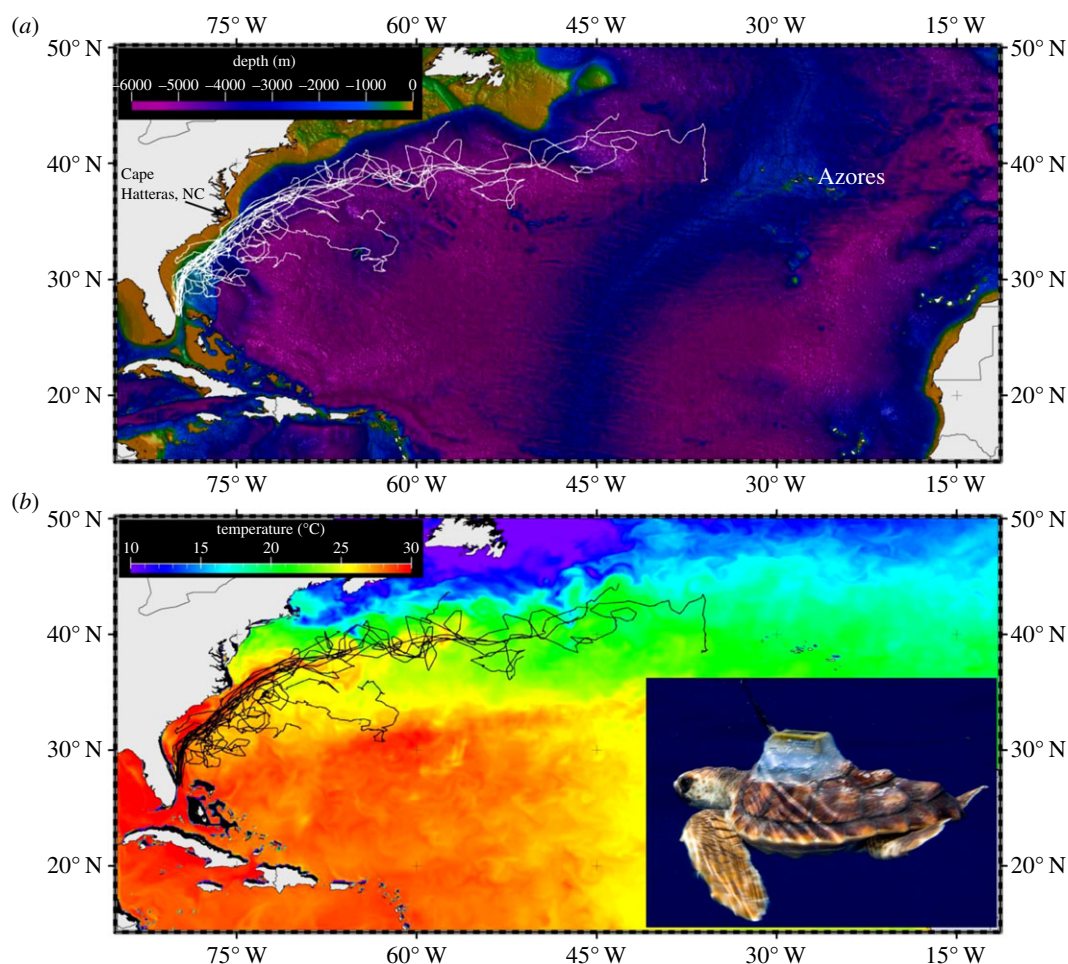 (a)
75° W 60° W 45° W 30° W 15° W
50° N 50° N
depth (m)
–6000 –5000 –4000 –3000 –2000 –1000 0
40° N 40° N
Cape
Hatteras, NC
Azores
30° N 30° N
20° N 20° N
75° W 60° W 45° W 30° W 15° W
(b)
50° N 50° N
temperature (°C)
10 15 20 25 30
40° N 40° N
30° N 30° N
20° N 20° N
75° W 60° W 45° W 30° W 15° W